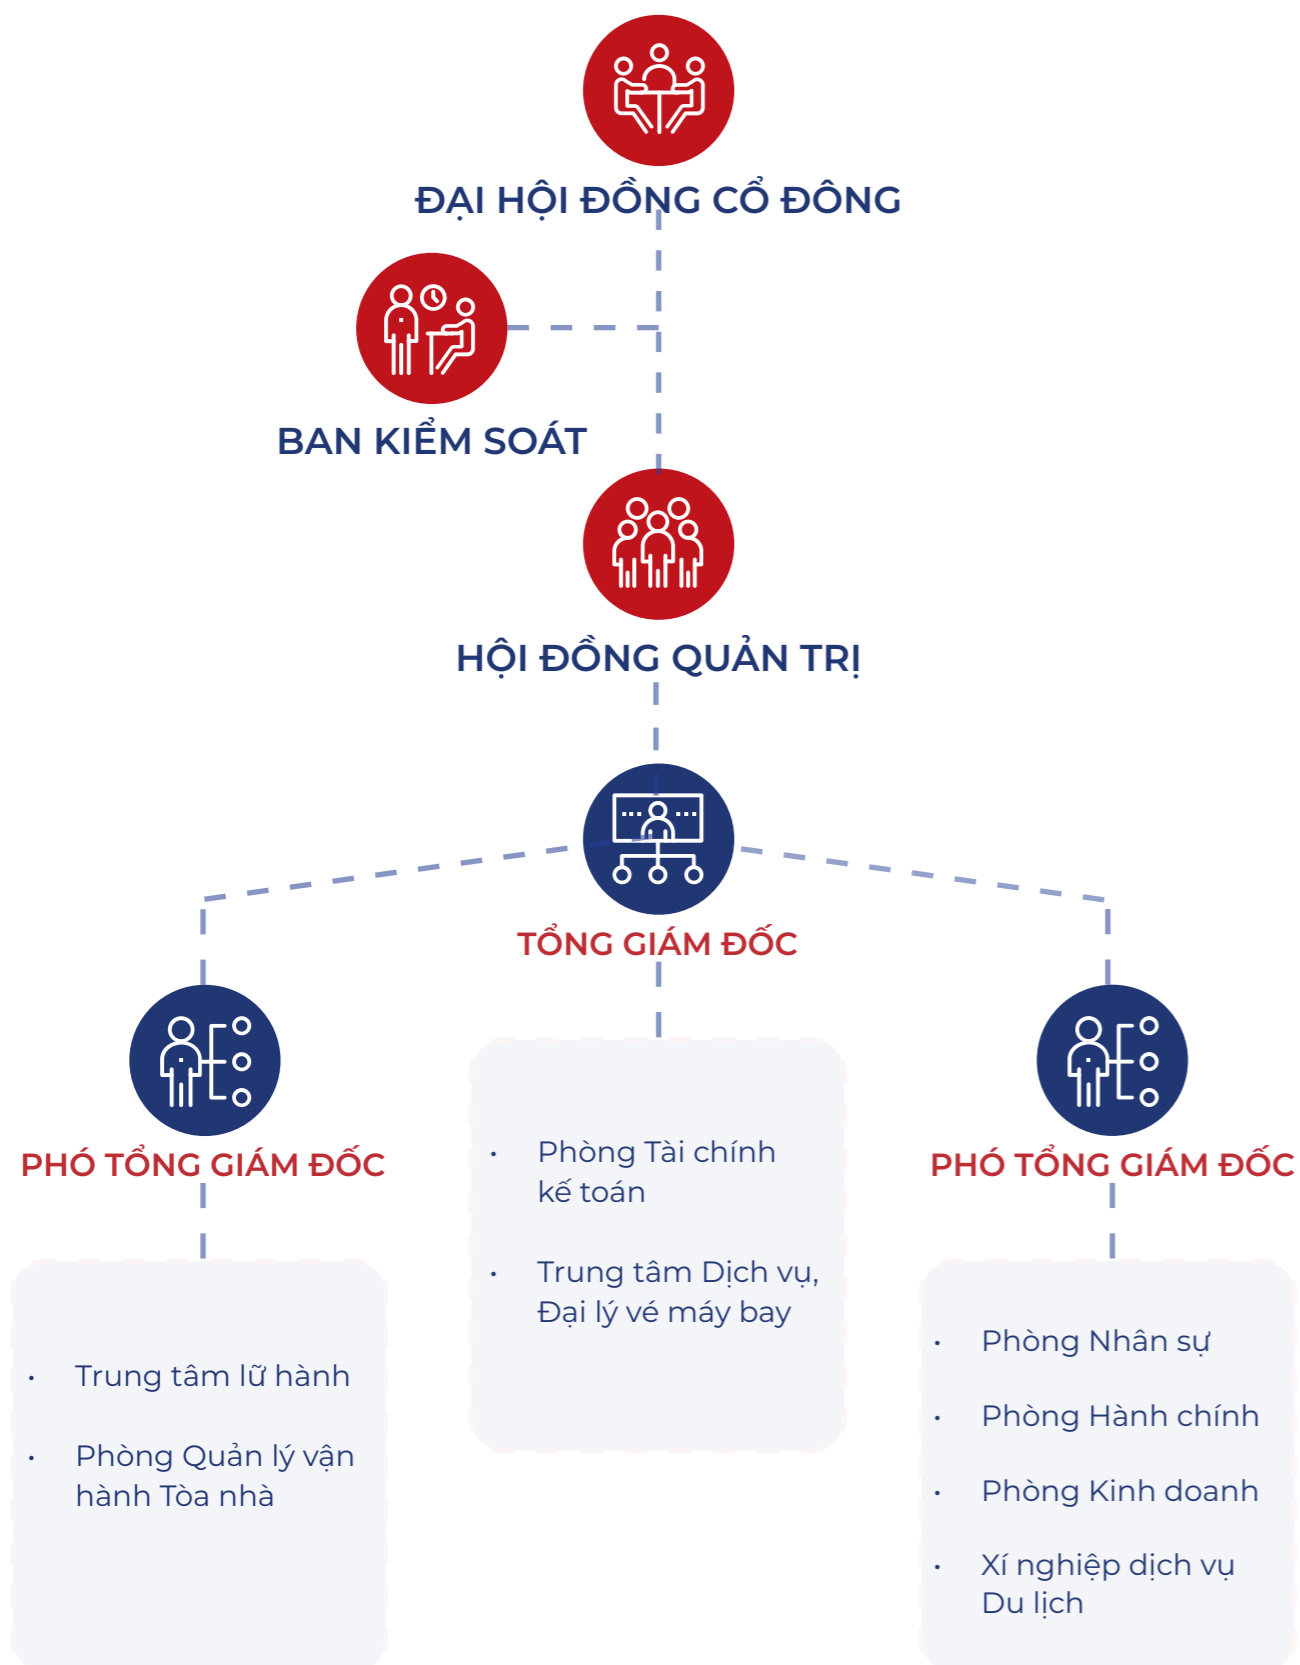 ĐẠI HỘI ĐỒNG CỔ ĐÔNG
BAN KIỂM SOÁT
HỘI ĐỒNG QUẢN TRỊ
TỔNG GIÁM ĐỐC
PHÓ TỔNG GIÁM ĐỐC
• Trung tâm lữ hành
• Phòng Quản lý vận
hành Tòa nhà
• Phòng Tài chính
kế toán
• Trung tâm Dịch vụ,
Đại lý vé máy bay
PHÓ TỔNG GIÁM ĐỐC
• Phòng Nhân sự
• Phòng Hành chính
• Phòng Kinh doanh
• Xí nghiệp dịch vụ
Du lịch